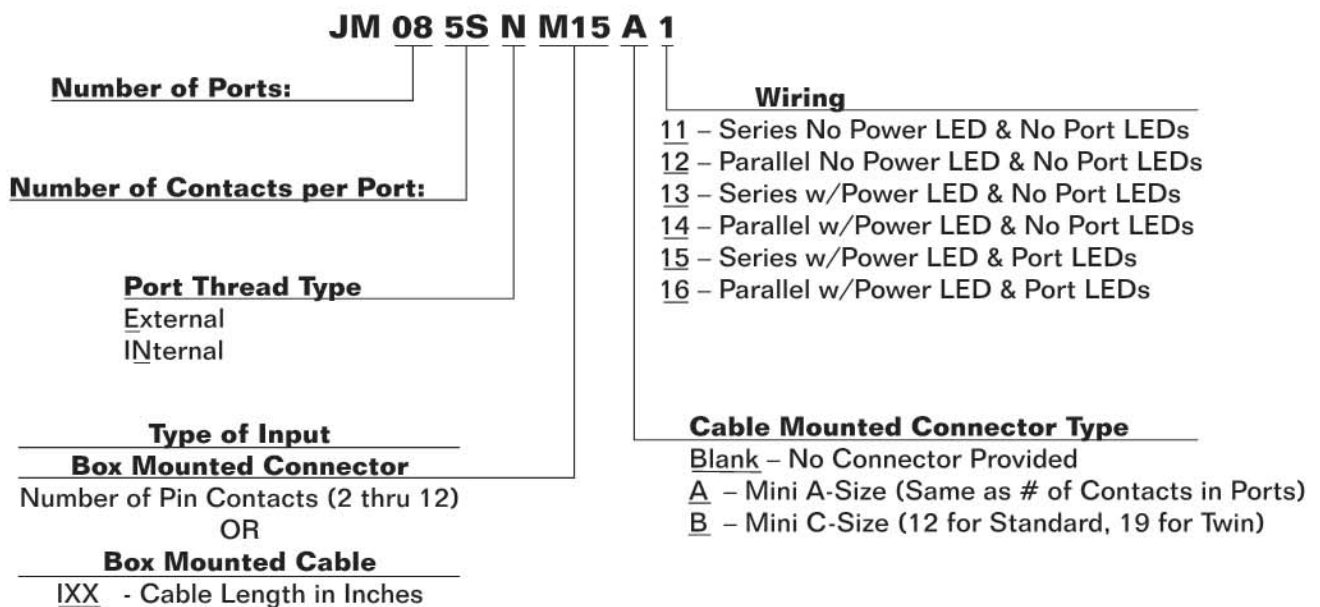 JM 08 5S N M15 A 1
Number of Ports:
Number of Contacts per Port:
Port Thread Type
External
INternal
Type of Input
Box Mounted Connector
Number of Pin Contacts (2 thru 12)
OR
Box Mounted Cable
IXX - Cable Length in Inches
Wiring
11 – Series No Power LED & No Port LEDs
12 – Parallel No Power LED & No Port LEDs
13 – Series w/Power LED & No Port LEDs
14 – Parallel w/Power LED & No Port LEDs
15 – Series w/Power LED & Port LEDs
16 – Parallel w/Power LED & Port LEDs
Cable Mounted Connector Type
Blank – No Connector Provided
A – Mini A-Size (Same as # of Contacts in Ports)
B – Mini C-Size (12 for Standard, 19 for Twin)